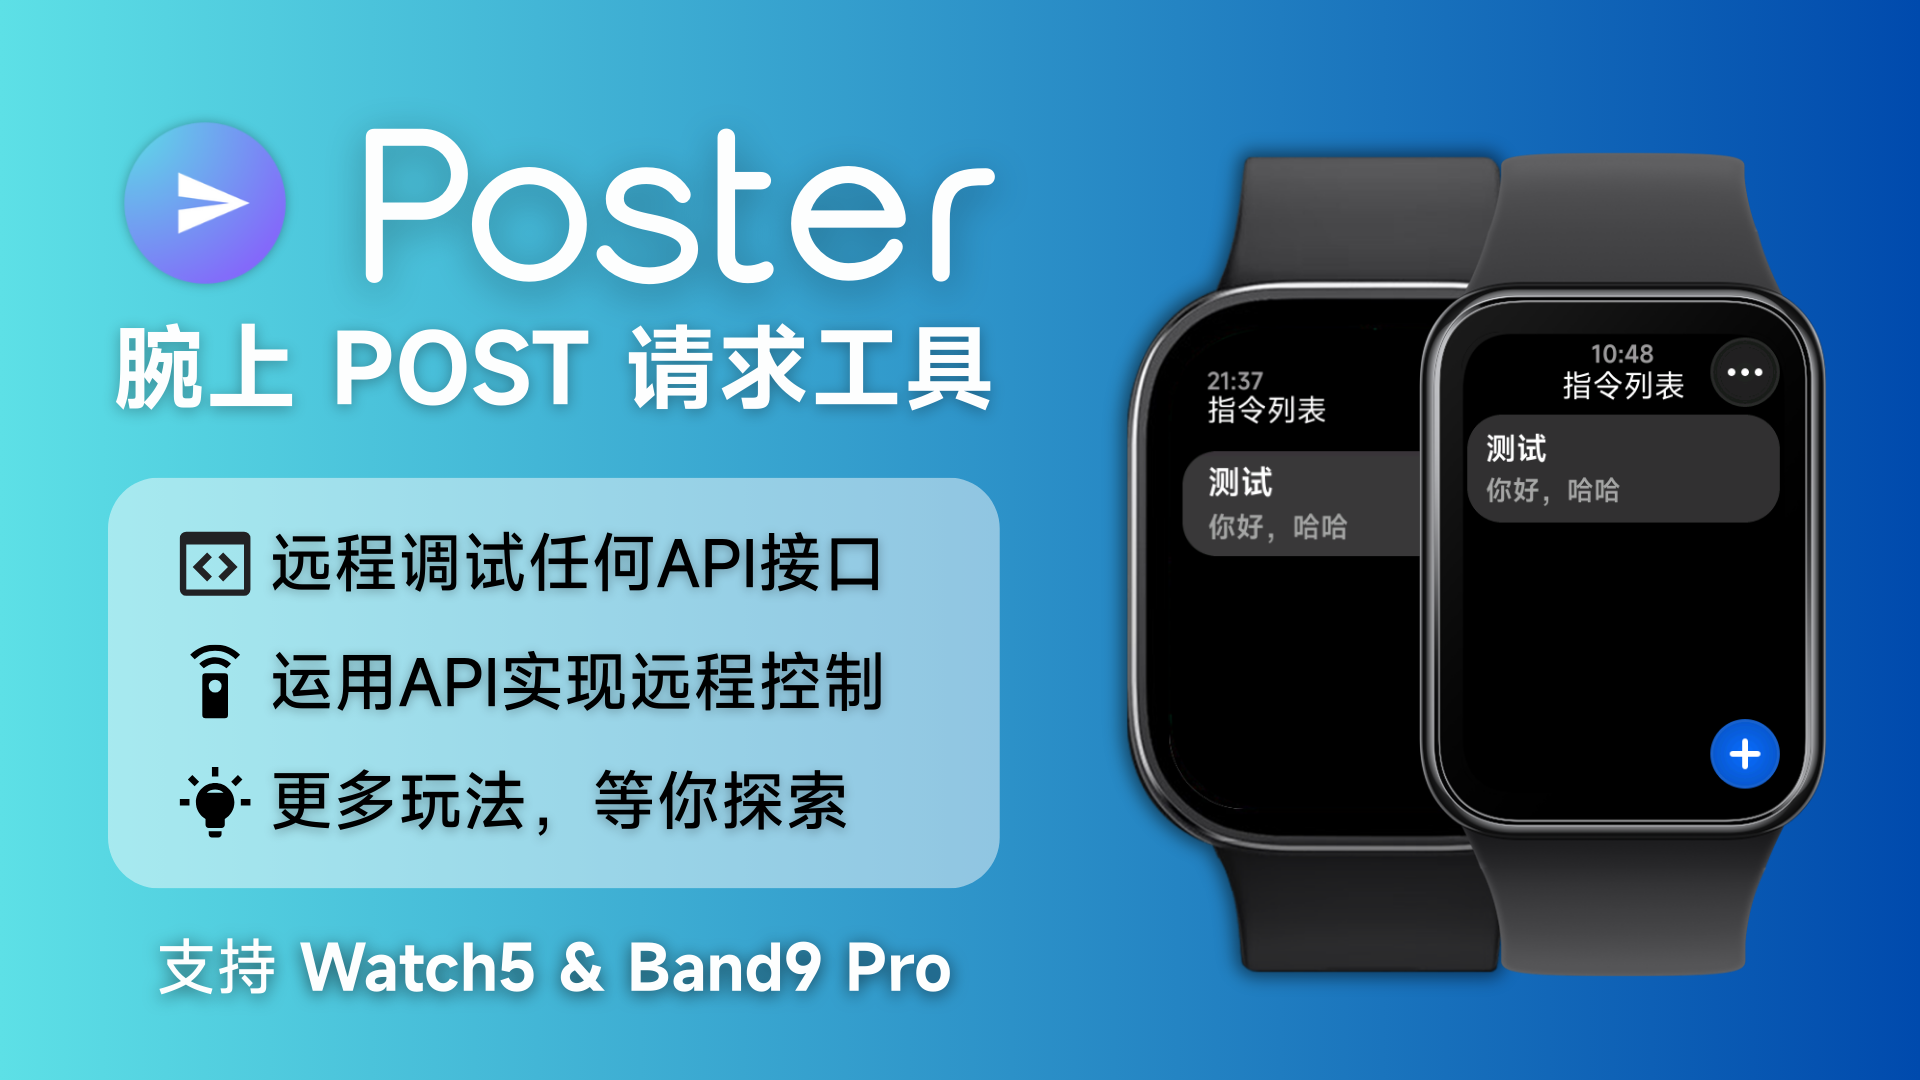 Poster
腕上 POST 请求工具
远程调试任何API接口
运用API实现远程控制
更多玩法，等你探索
支持 Watch5 & Band9 Pro
21:37
指令列表
测试
你好，哈哈
10:48
指令列表
测试
你好，哈哈